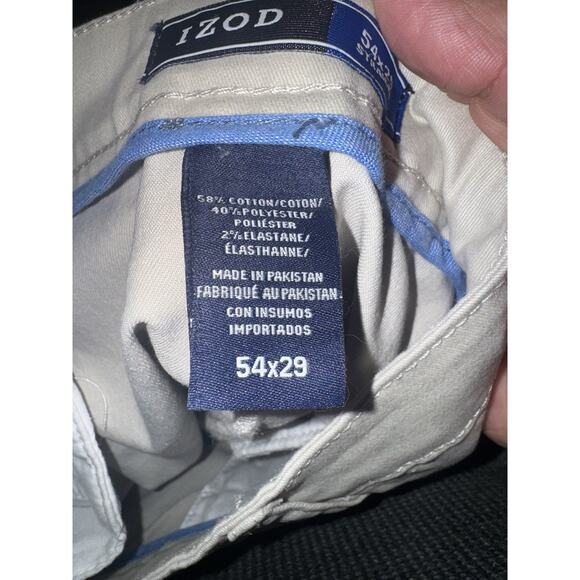 IZOD
54x29
58% COTTON/COTON/
40% POLYESTER/
POLIÉSTER
2% ELASTANE/
ÉLASTHANNE/
MADE IN PAKISTAN
FABRIQUÉ AU PAKISTAN
CON INSUMOS
IMPORTADOS
54x29